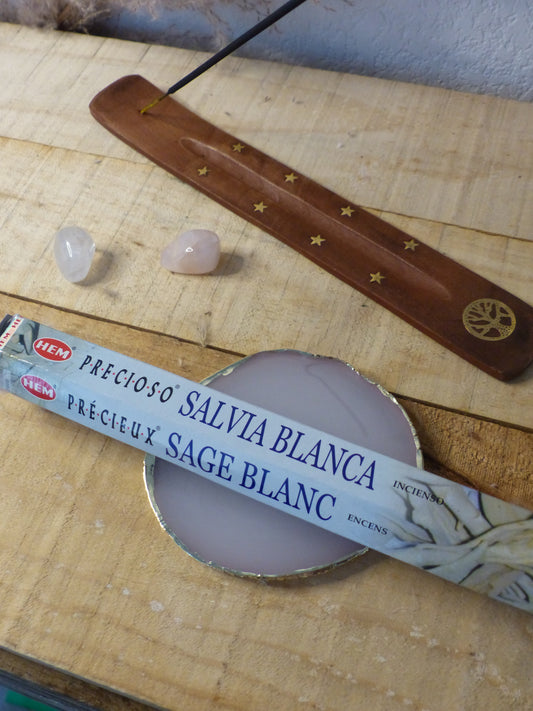 HEM
PRECIOSO SALVIA BLANCA
INCIENSO
HEM
PRÉCIEUX SAGE BLANC
ENCENS